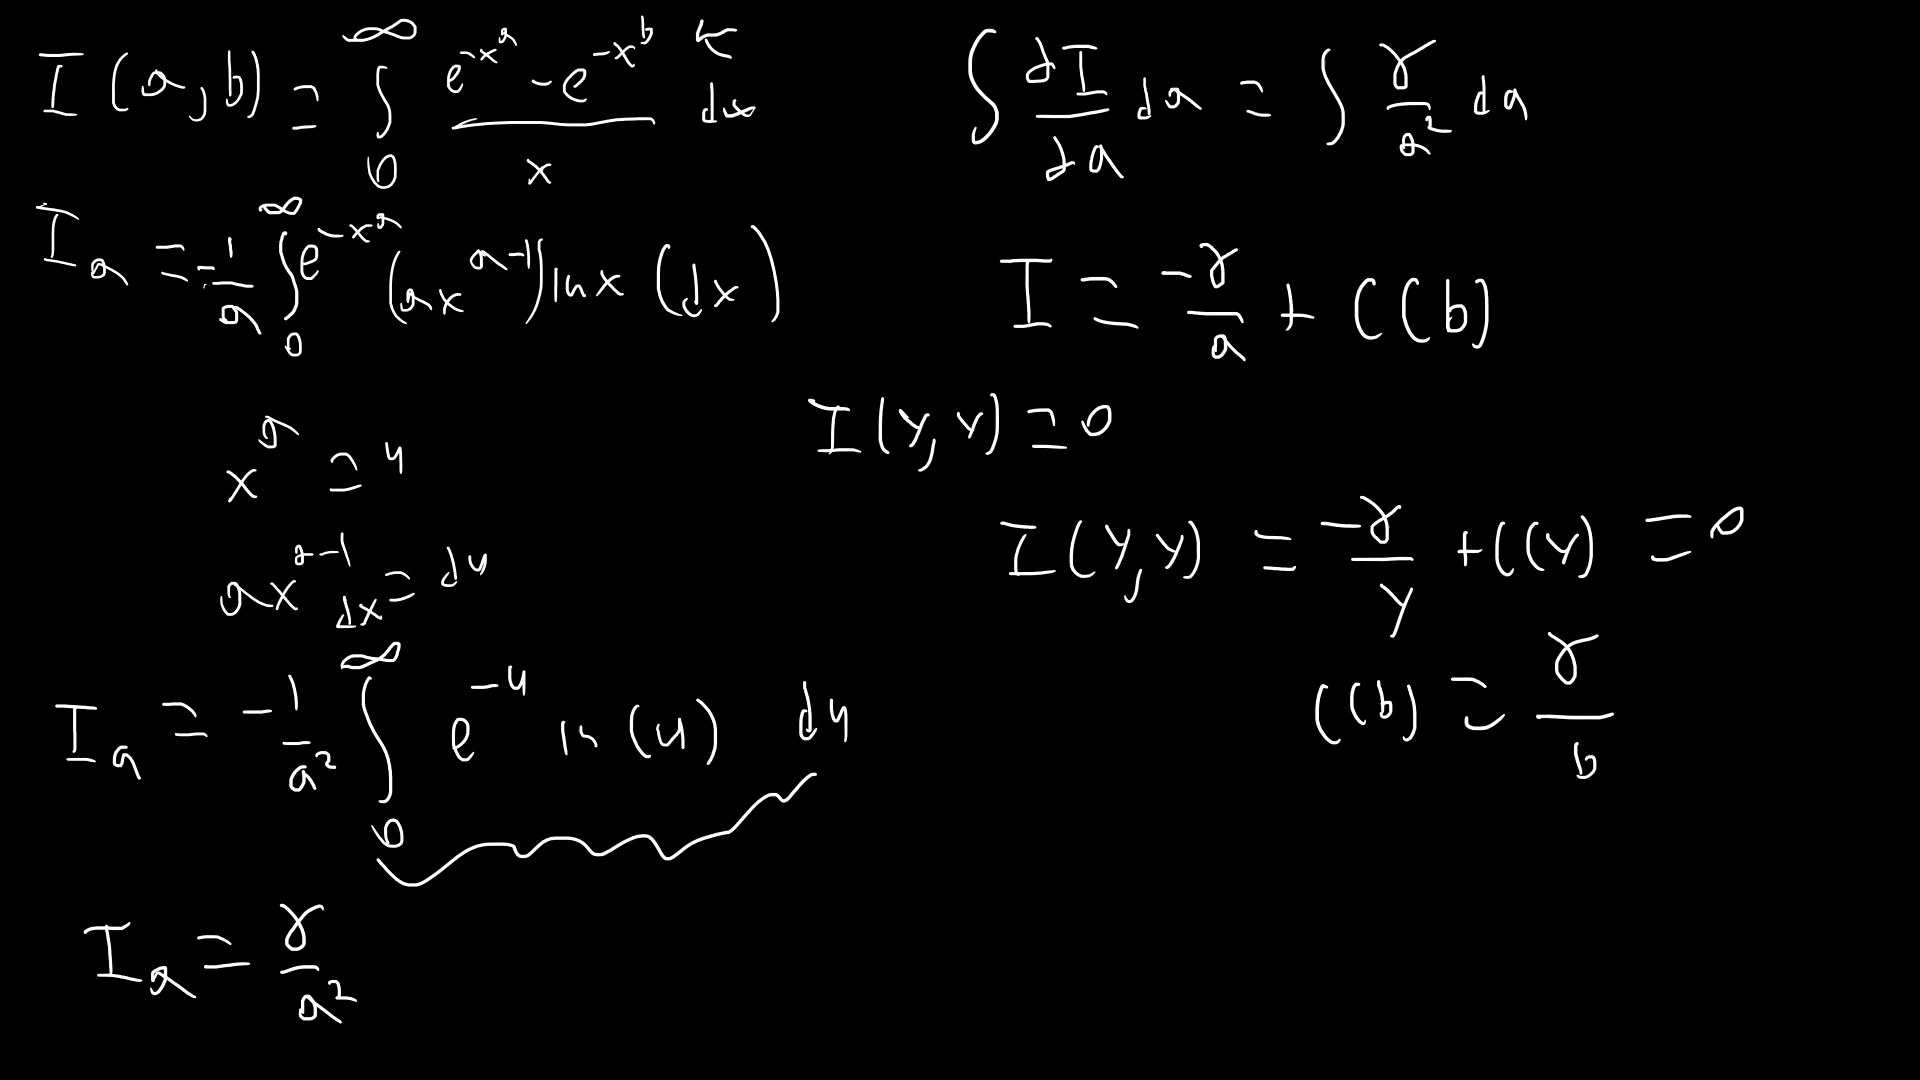 I(a,b) = ∫₀^∞ (e^(-x^a) - e^(-x^b))/x dx
I_a = -1/a ∫₀^∞ e^(-x^a) (ax^(a-1)) ln x (dx)
x^a = u
ax^(a-1) dx = du
I_a = -1/a² ∫₀^∞ e^(-u) ln(u) du
I_a = γ/a²
∫ dI/da da = ∫ γ/a² da
I = -γ/a + C(b)
I(y,y) = 0
I(y,y) = -γ/y + C(y) = 0
C(b) = γ/b